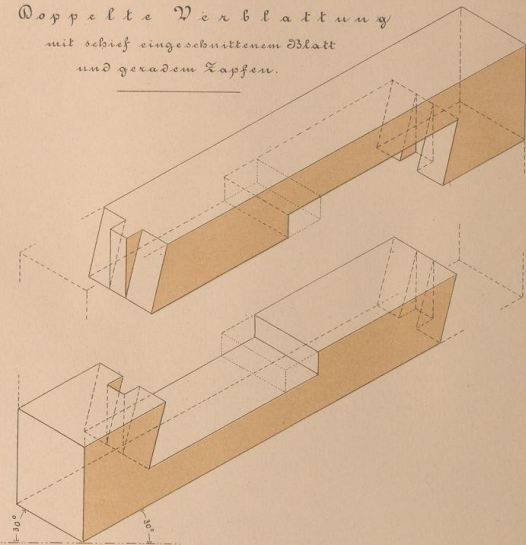 Doppelte Verblattung
mit schief eingeschnittenem Blatt
und geradem Zapfen.
30° 30°